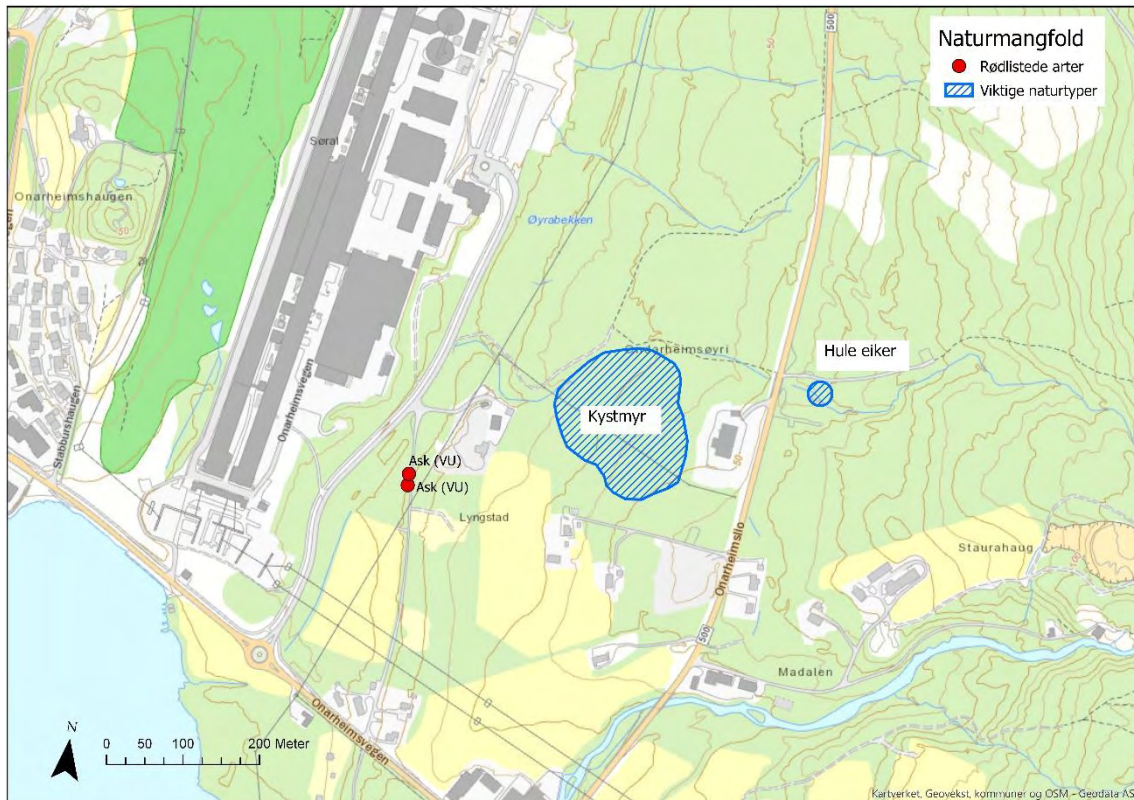 Naturmangfold
Rødlistede arter
Viktige naturtyper
50
500
Søral
Onarheimshaugen
50
Øyrabekken
Hule eiker
Kystmyr
Onarheimsvegen
Stabburshaugen
Ask (VU)
Ask (VU)
50
Lyngstad
Staurahaug
100
Onarheimslio
500
Madalen
Onarheimsvegen
N
0 50 100 200 Meter
Kartverket, Geovekst, kommuner og OSM - Geodata AS